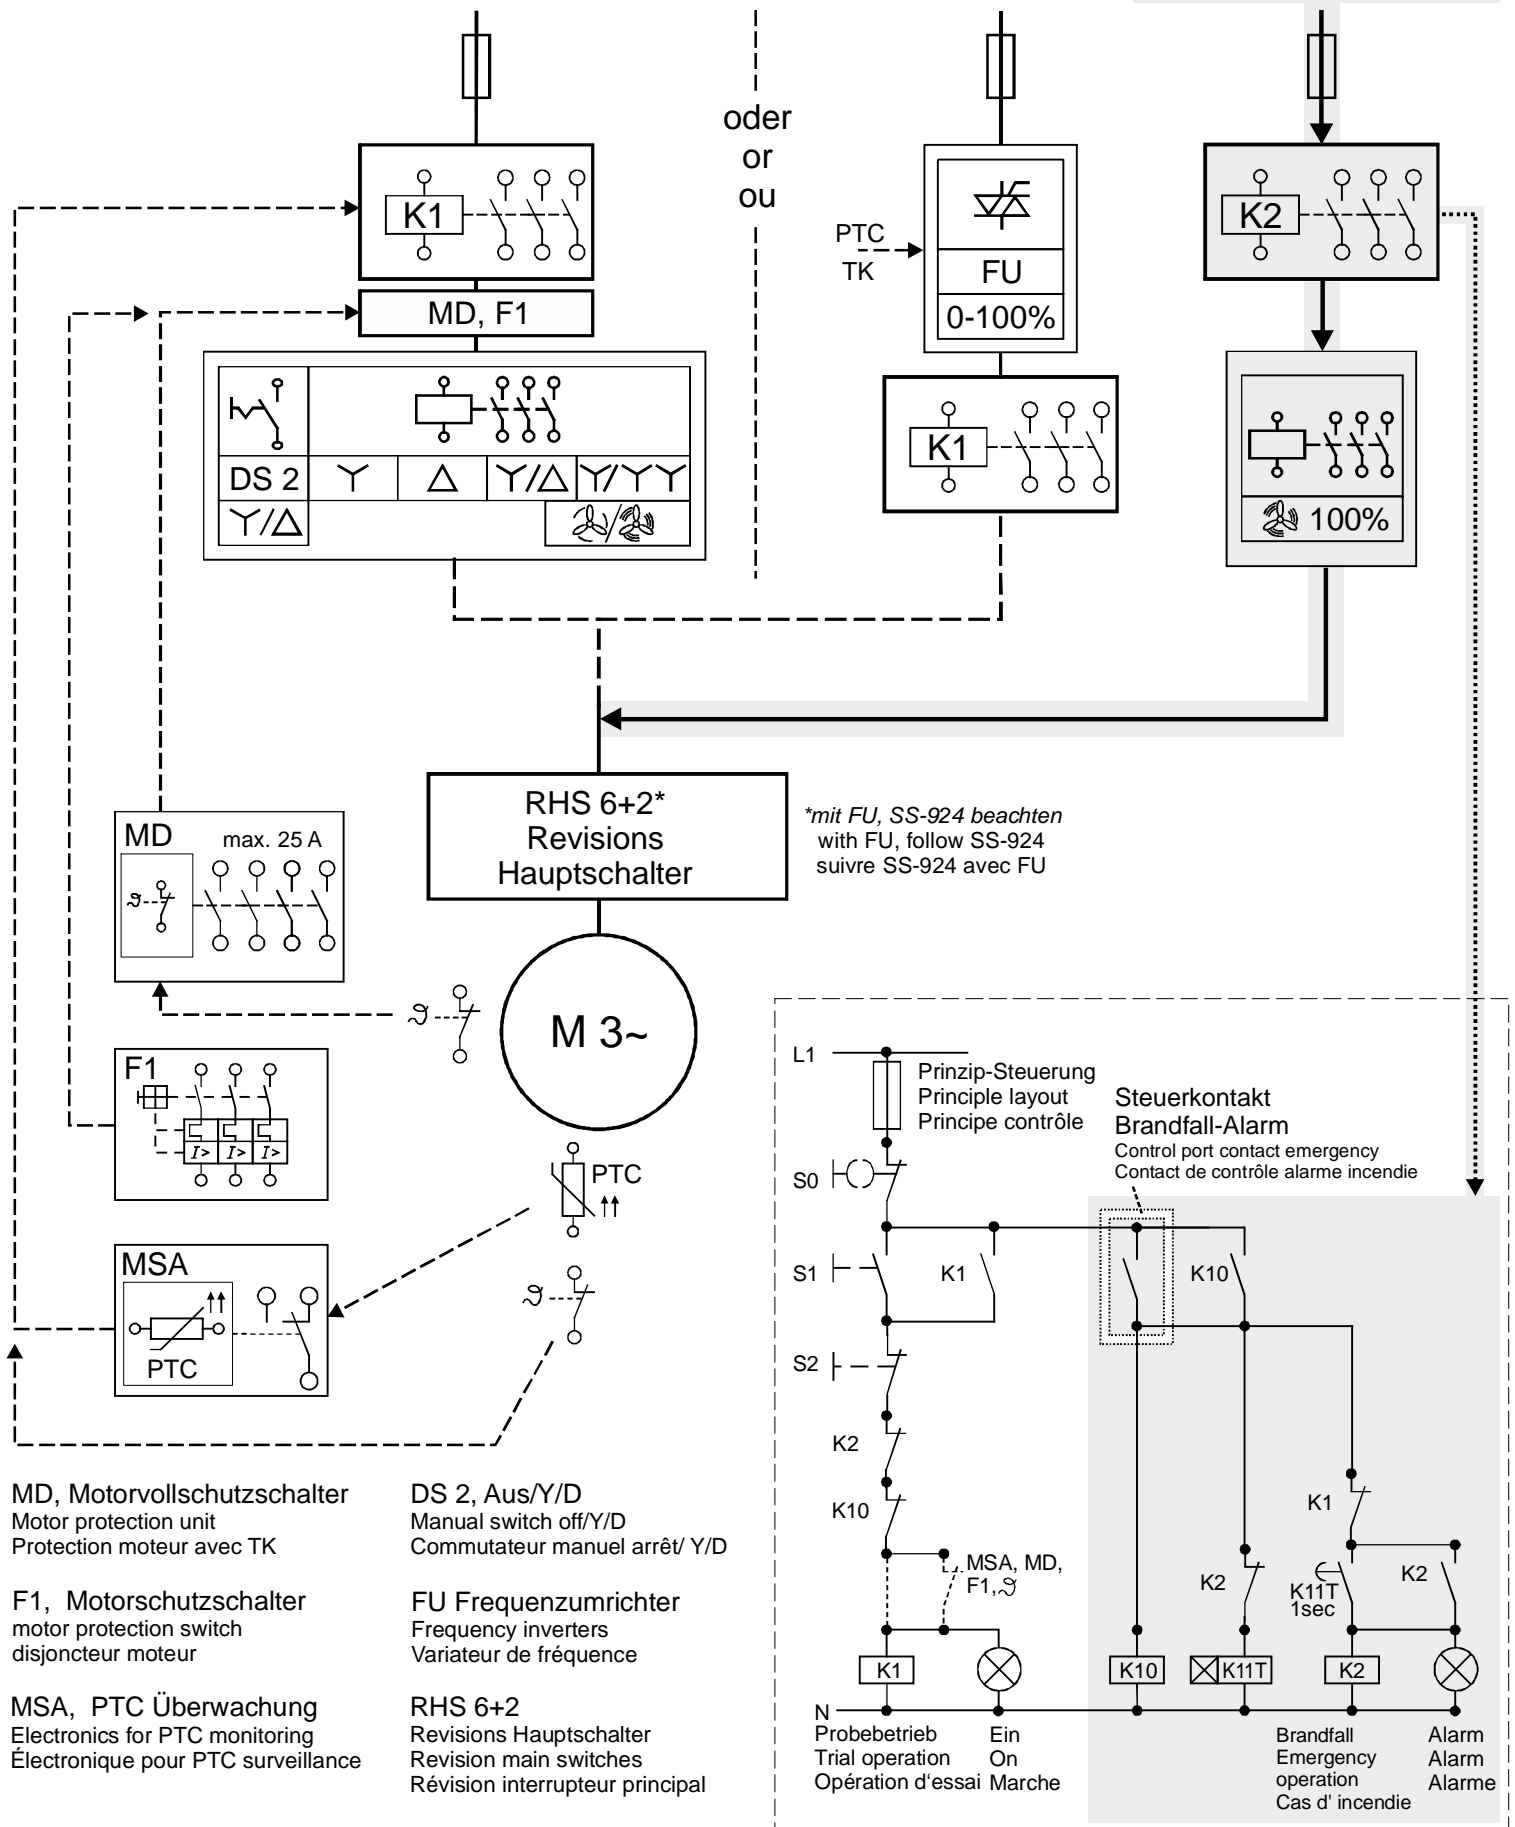 oder
or
ou
K1
MD, F1
DS 2
Y/Δ
Y
Δ
Y/Δ
Y/YY
PTC
TK
FU
0-100%
K1
K2
100%
RHS 6+2*
Revisions
Hauptschalter
*mit FU, SS-924 beachten
with FU, follow SS-924
suivre SS-924 avec FU
MD
max. 25 A
ϑ
F1
I>
I>
I>
MSA
PTC
ϑ
M 3~
PTC
ϑ
MD, Motorvollschutzschalter
Motor protection unit
Protection moteur avec TK
F1, Motorschutzschalter
motor protection switch
disjoncteur moteur
MSA, PTC Überwachung
Electronics for PTC monitoring
Électronique pour PTC surveillance
DS 2, Aus/Y/D
Manual switch off/Y/D
Commutateur manuel arrêt/ Y/D
FU Frequenzumrichter
Frequency inverters
Variateur de fréquence
RHS 6+2
Revisions Hauptschalter
Revision main switches
Révision interrupteur principal
L1
Prinzip-Steuerung
Principle layout
Principe contrôle
Steuerkontakt
Brandfall-Alarm
Control port contact emergency
Contact de contrôle alarme incendie
S0
S1
K1
K10
S2
K2
K10
MSA, MD,
F1, ϑ
K1
K2
K11T
1sec
K2
K1
K10
K11T
K2
N
Probebetrieb
Trial operation
Opération d'essai
Ein
On
Marche
Brandfall
Emergency
operation
Cas d' incendie
Alarm
Alarm
Alarme